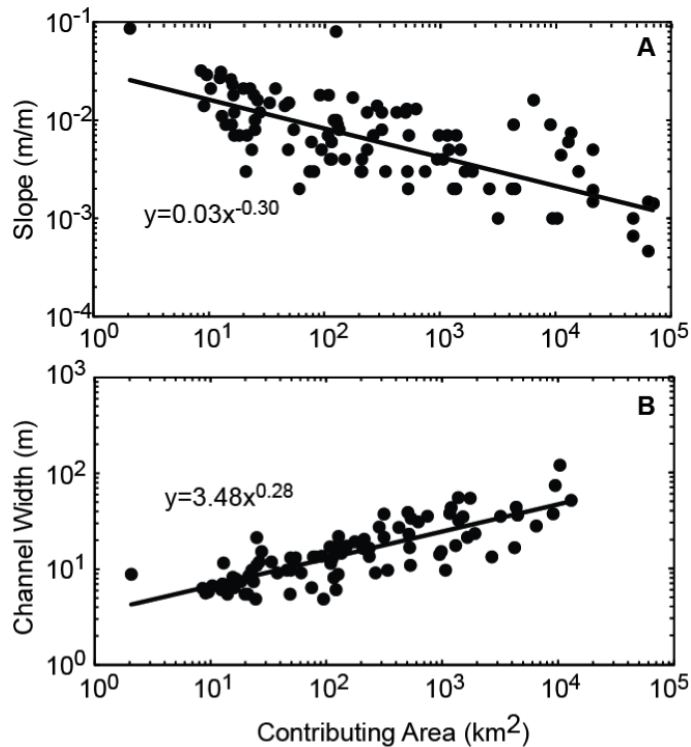 10^-1
A
10^-2
Slope (m/m)
10^-3
y=0.03x^-0.30
10^-4
10^0 10^1 10^2 10^3 10^4 10^5
10^3
B
10^2
Channel Width (m)
y=3.48x^0.28
10^1
10^0
10^0 10^1 10^2 10^3 10^4 10^5
Contributing Area (km^2)